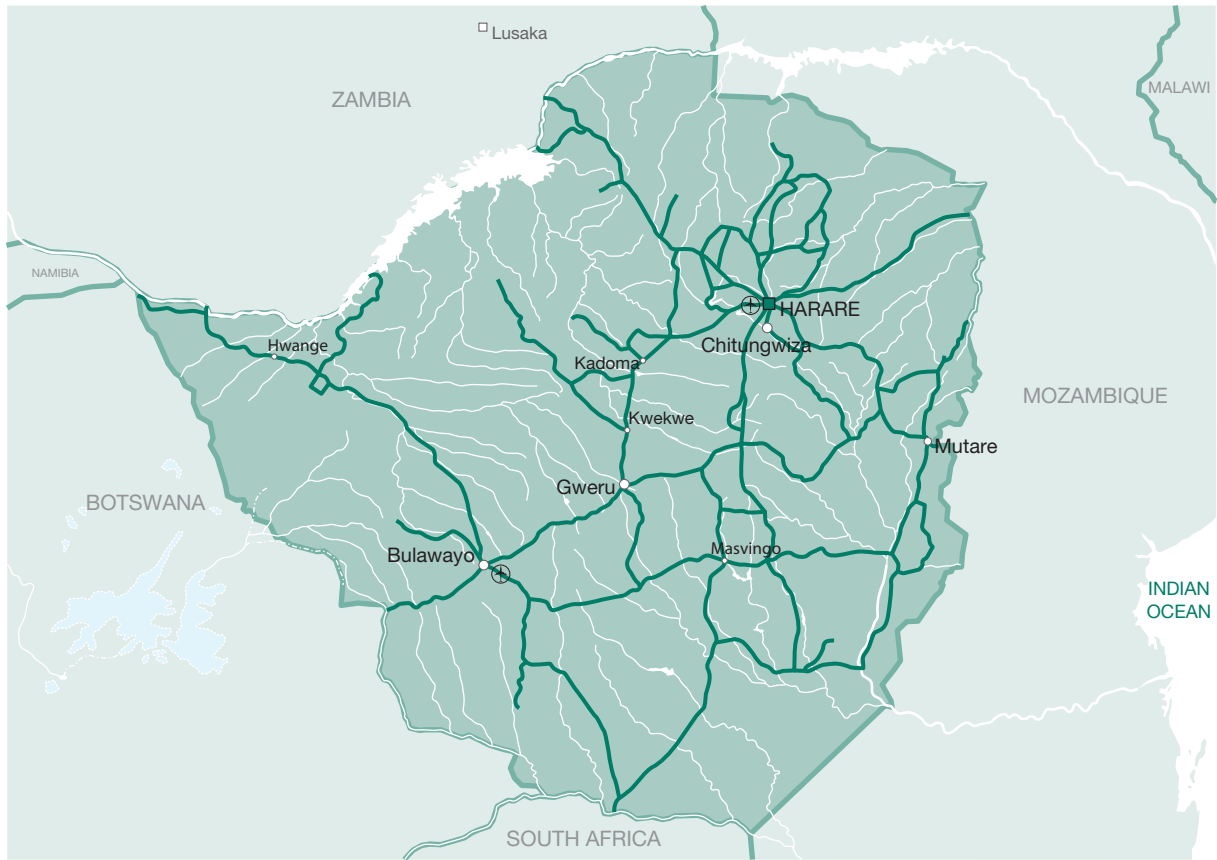 Lusaka
ZAMBIA
MALAWI
NAMIBIA
HARARE
Chitungwiza
Hwange
Kadoma
MOZAMBIQUE
Kwekwe
Mutare
Gweru
BOTSWANA
Masvingo
Bulawayo
INDIAN
OCEAN
SOUTH AFRICA